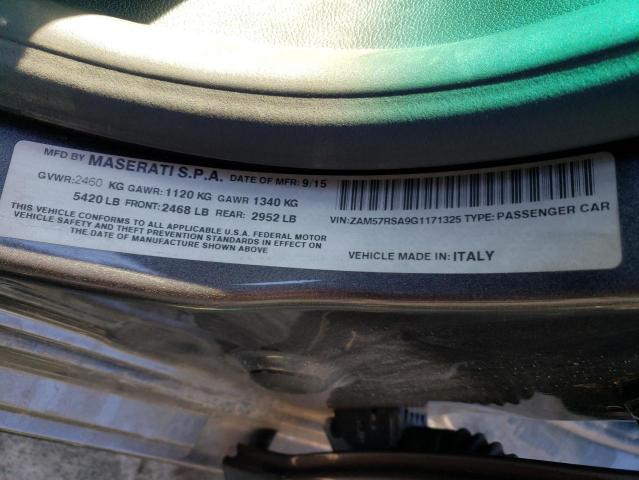 MFD BY MASERATI S.P.A. DATE OF MFR: 9/15
GVWR:2460 KG GAWR: 1120 KG GAWR 1340 KG
5420 LB FRONT: 2468 LB REAR: 2952 LB
THIS VEHICLE CONFORMS TO ALL APPLICABLE U.S.A. FEDERAL MOTOR
VEHICLE SAFETY AND THEFT PREVENTION STANDARDS IN EFFECT ON
THE DATE OF MANUFACTURE SHOWN ABOVE
VIN:ZAM57RSA9G1171325 TYPE: PASSENGER CAR
VEHICLE MADE IN: ITALY